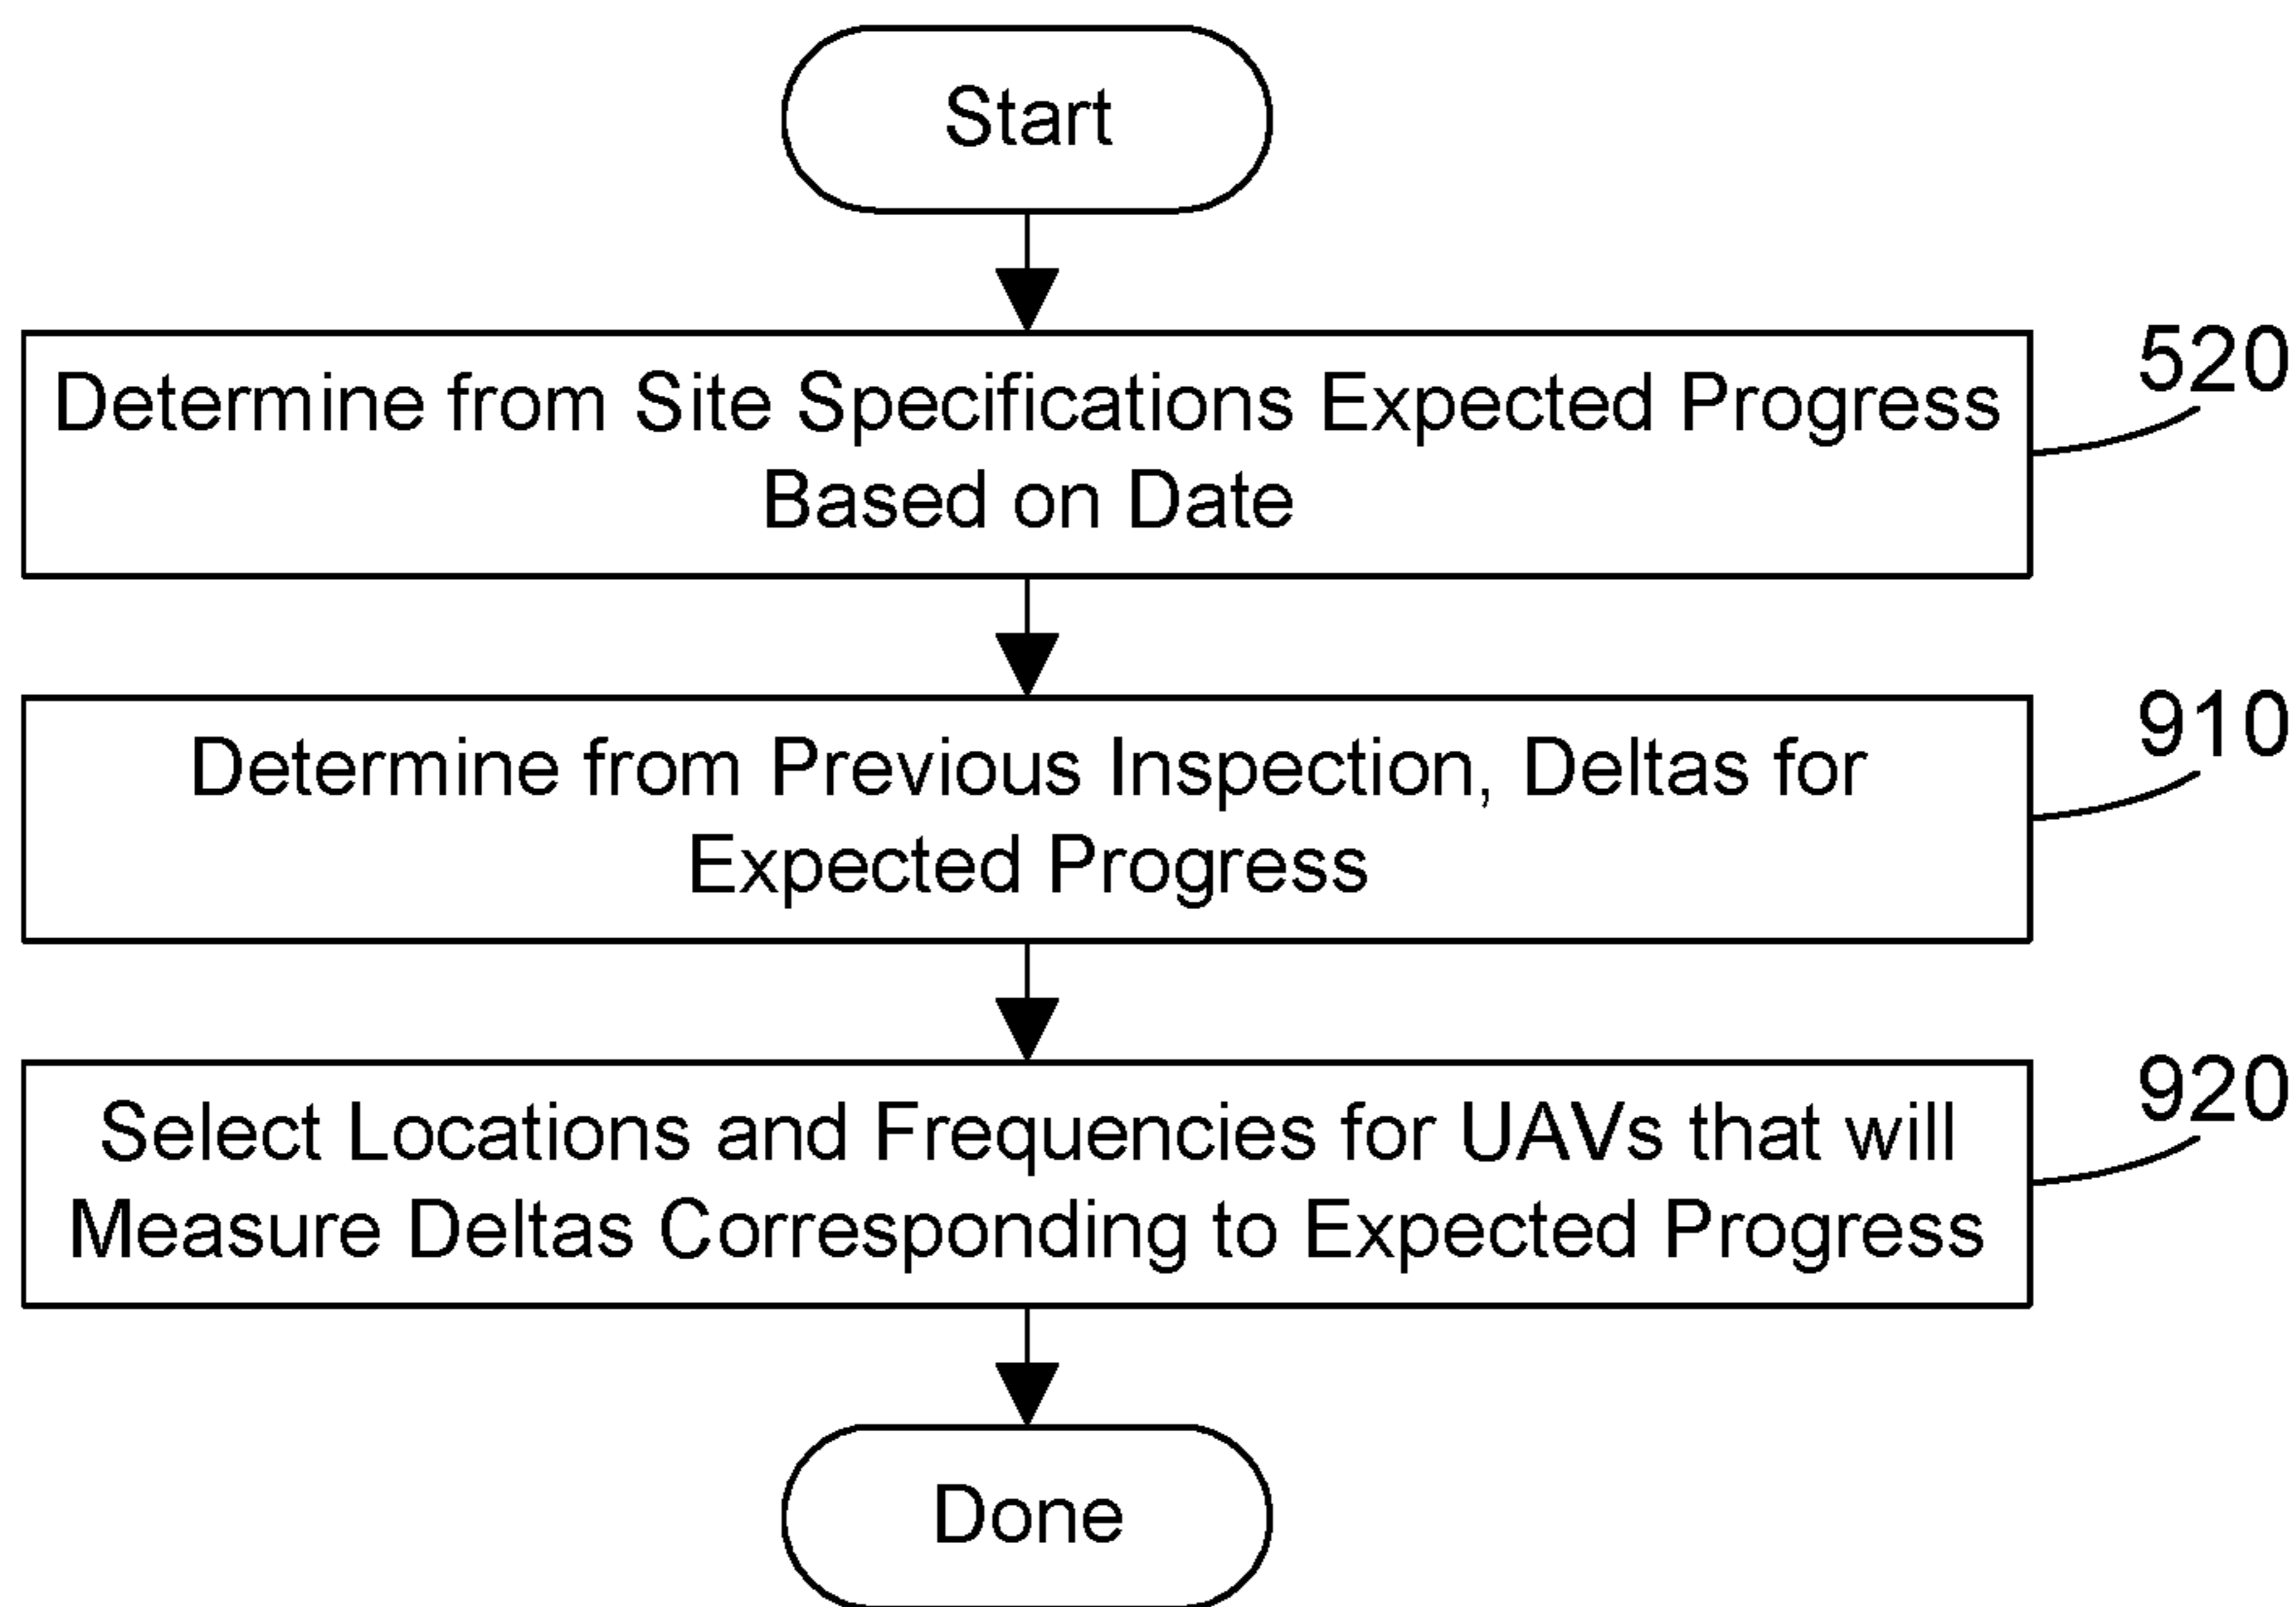 Start
Determine from Site Specifications Expected Progress
Based on Date
520
Determine from Previous Inspection, Deltas for
Expected Progress
910
Select Locations and Frequencies for UAVs that will
Measure Deltas Corresponding to Expected Progress
920
Done